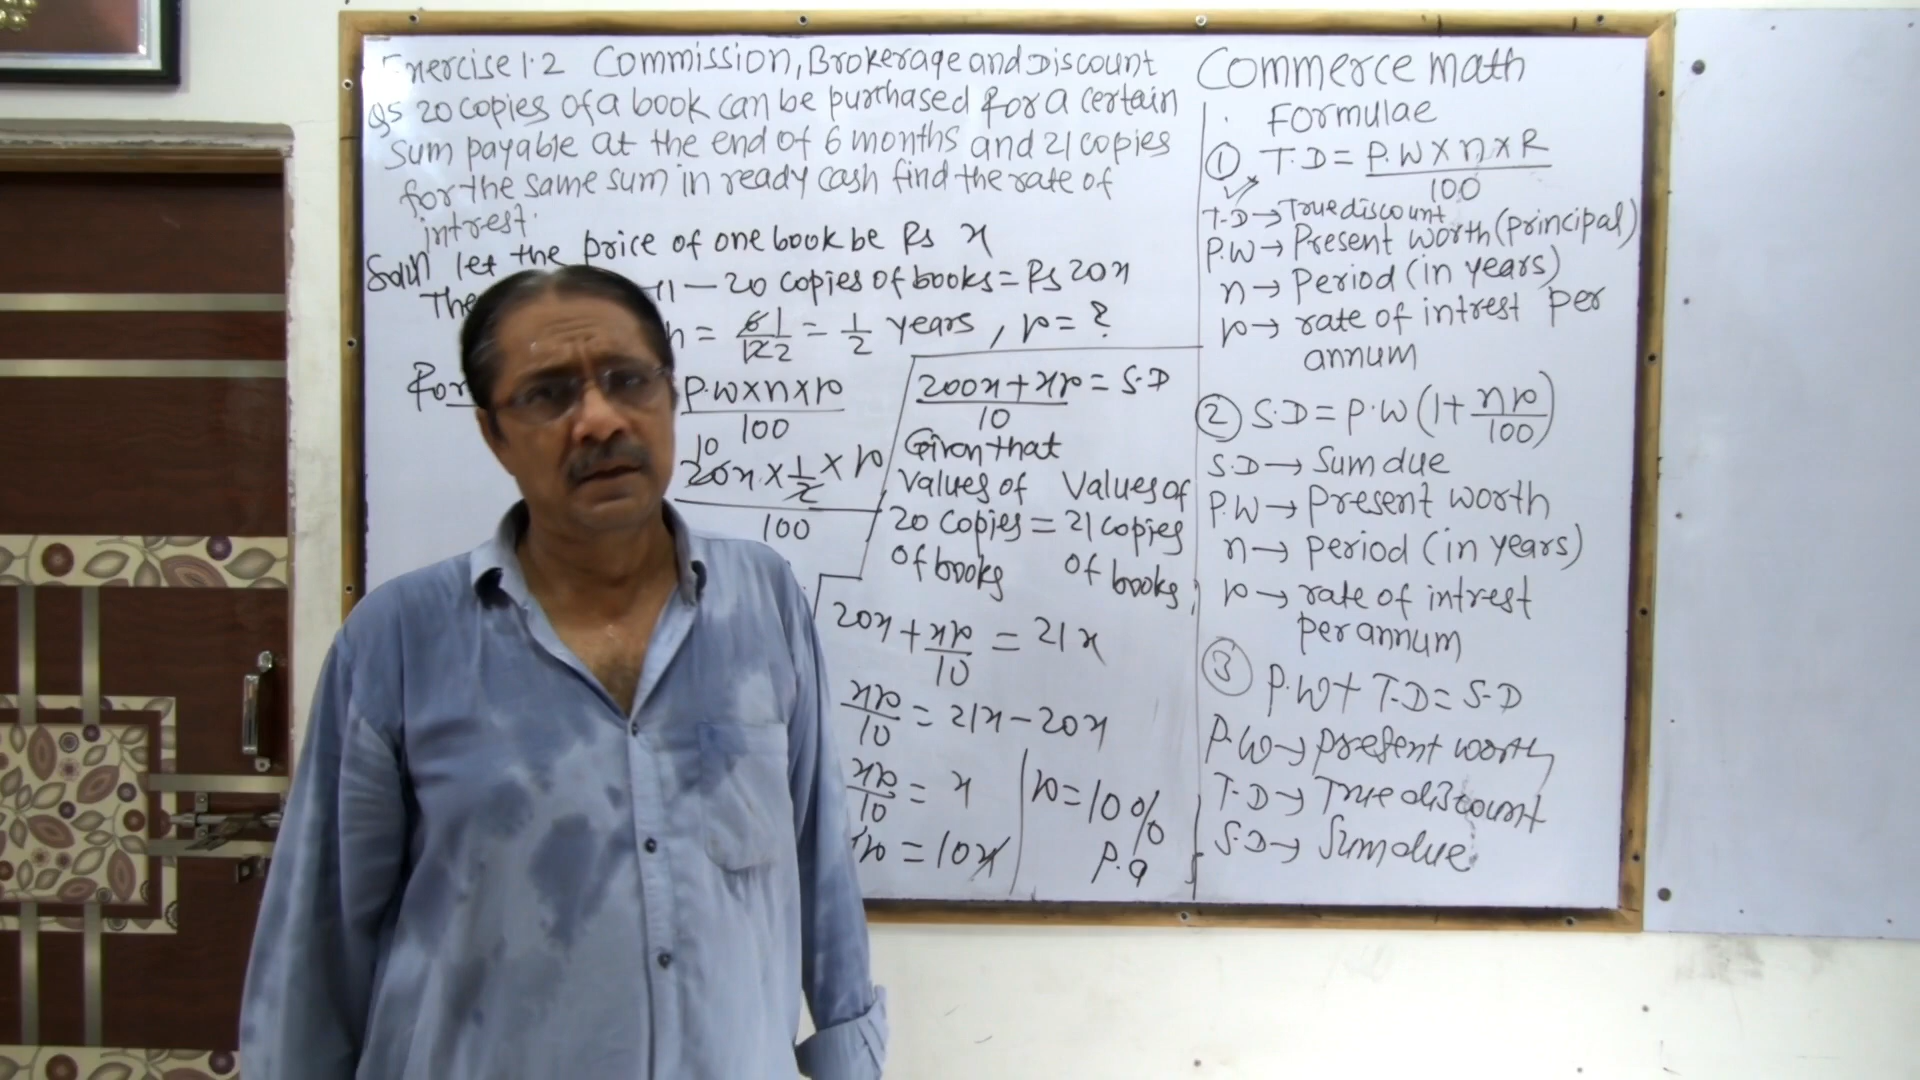 Exercise 1.2 Commission, Brokerage and Discount
Q5 20 copies of a book can be purchased for a certain
sum payable at the end of 6 months and 21 copies
for the same sum in ready cash find the rate of
intrest.
Soln let the price of one book be Rs x
The
11 — 20 copies of books = Rs 20x
n = 6 1/12 2 = 1/2 years, r = ?
For
P.W×n×r/100
10
20x × 1/2 × r
100
200x+xr/10 = S.D
Given that
Values of Values of
20 copies = 21 copies
of books of books
20x + xr/10 = 21x
xr/10 = 21x - 20x
xr/10 = x
r = 10x
r = 10%
P.a
Commerce math
Formulae
① T.D = P.W×n×R/100
T.D → True discount
P.W → Present worth (principal)
n → Period (in years)
r → rate of intrest per
annum
② S.D = P.W (1 + nr/100)
S.D → Sum due
P.W → Present worth
n → period (in years)
r → rate of intrest
per annum
③ P.W + T.D = S.D
P.W → present worth
T.D → True discount
S.D → Sum due